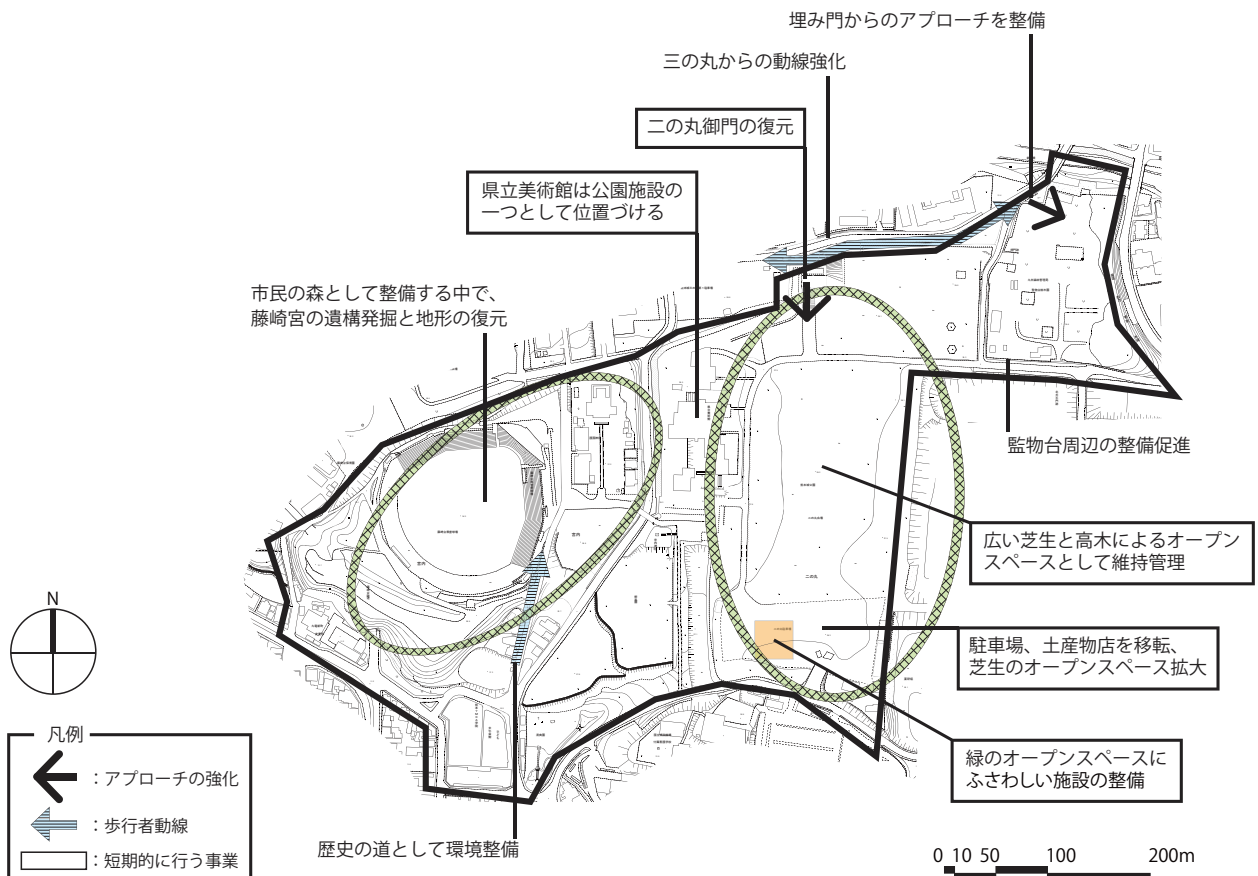 埋み門からのアプローチを整備
三の丸からの動線強化
二の丸御門の復元
県立美術館は公園施設の
一つとして位置づける
市民の森として整備する中で、
藤崎宮の遺構発掘と地形の復元
監物台周辺の整備促進
広い芝生と高木によるオープン
スペースとして維持管理
駐車場、土産物店を移転、
芝生のオープンスペース拡大
緑のオープンスペースに
ふさわしい施設の整備
歴史の道として環境整備
N
凡例
：アプローチの強化
：歩行者動線
：短期的に行う事業
0 10 50 100 200m
二の丸